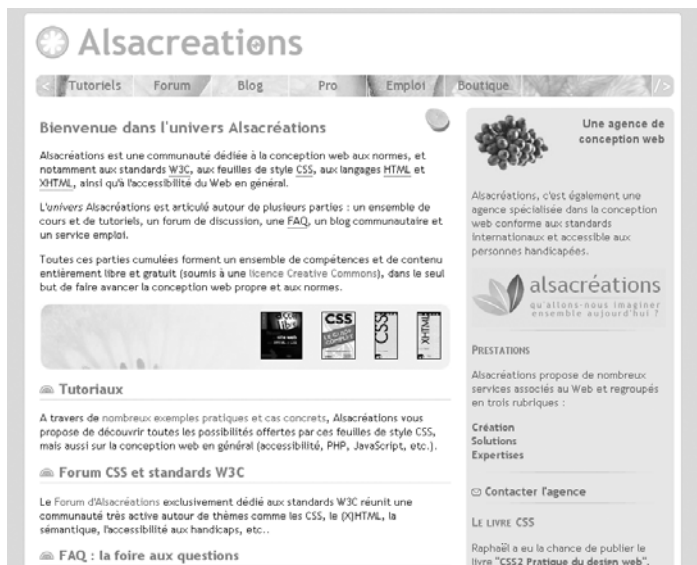 Alsacreations
< Tutoriels Forum Blog Pro Emploi Boutique />
Bienvenue dans l'univers Alsacréations
Alsacréations est une communauté dédiée à la conception web aux normes, et
notamment aux standards W3C, aux feuilles de style CSS, aux langages HTML et
XHTML, ainsi qu'à l'accessibilité du Web en général.
L'univers Alsacréations est articulé autour de plusieurs parties : un ensemble de
cours et de tutoriels, un forum de discussion, une FAQ, un blog communautaire et
un service emploi.
Toutes ces parties cumulées forment un ensemble de compétences et de contenu
entièrement libre et gratuit (soumis à une licence Creative Commons), dans le seul
but de faire avancer la conception web propre et aux normes.
CSS
CSS
Tutoriaux
A travers de nombreux exemples pratiques et cas concrets, Alsacréations vous
propose de découvrir toutes les possibilités offertes par ces feuilles de style CSS,
mais aussi sur la conception web en général (accessibilité, PHP, JavaScript, etc.).
Forum CSS et standards W3C
Le Forum d'Alsacréations exclusivement dédié aux standards W3C réunit une
communauté très active autour de thèmes comme les CSS, le (X)HTML, la
sémantique, l'accessibilité aux handicaps, etc..
FAQ : la foire aux questions
Une agence de
conception web
Alsacréations, c'est également une
agence spécialisée dans la conception
web conforme aux standards
internationaux et accessible aux
personnes handicapées.
alsacréations
qu'allons-nous imaginer
ensemble aujourd'hui ?
PRESTATIONS
Alsacréations propose de nombreux
services associés au Web et regroupés
en trois rubriques :
Création
Solutions
Expertises
Contacter l'agence
LE LIVRE CSS
Raphaël a eu la chance de publier le
livre "CSS2 Pratique du design web",